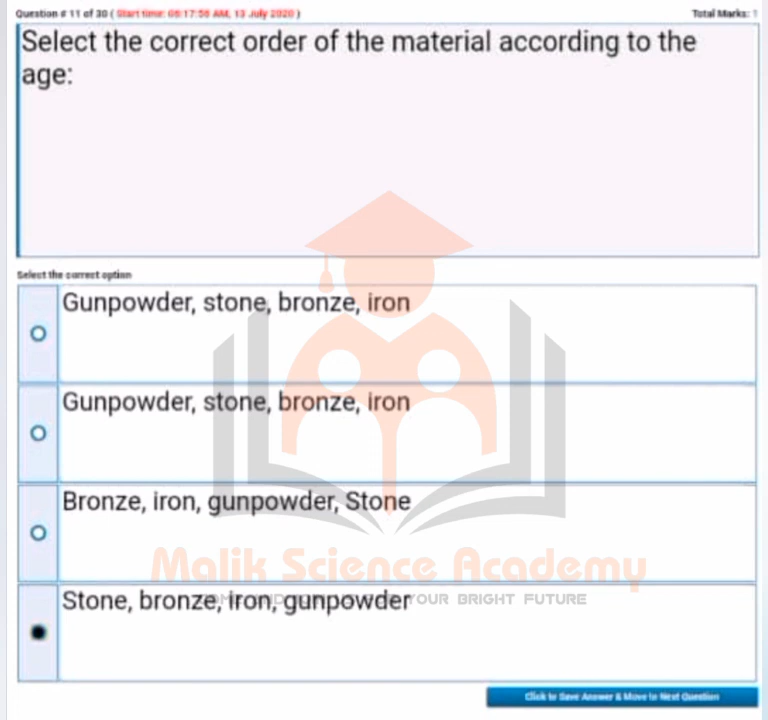 Question # 11 of 30 ( Start time: 06:17:56 AM, 13 July 2020 )
Total Marks: 1
Select the correct order of the material according to the
age:
Select the correct option
Gunpowder, stone, bronze, iron
Gunpowder, stone, bronze, iron
Bronze, iron, gunpowder, Stone
Malik Science Academy
Stone, bronze, iron, gunpowder
YOUR BRIGHT FUTURE
Click to Save Answer & Move to Next Question